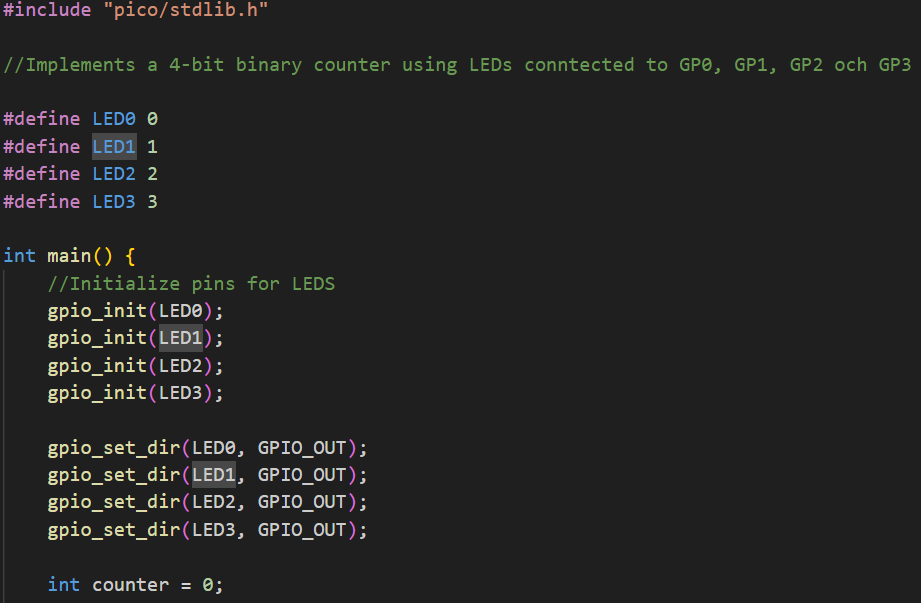 #include "pico/stdlib.h"
//Implements a 4-bit binary counter using LEDs conntected to GP0, GP1, GP2 och GP3
#define LED0 0
#define LED1 1
#define LED2 2
#define LED3 3
int main() {
//Initialize pins for LEDS
gpio_init(LED0);
gpio_init(LED1);
gpio_init(LED2);
gpio_init(LED3);
gpio_set_dir(LED0, GPIO_OUT);
gpio_set_dir(LED1, GPIO_OUT);
gpio_set_dir(LED2, GPIO_OUT);
gpio_set_dir(LED3, GPIO_OUT);
int counter = 0;